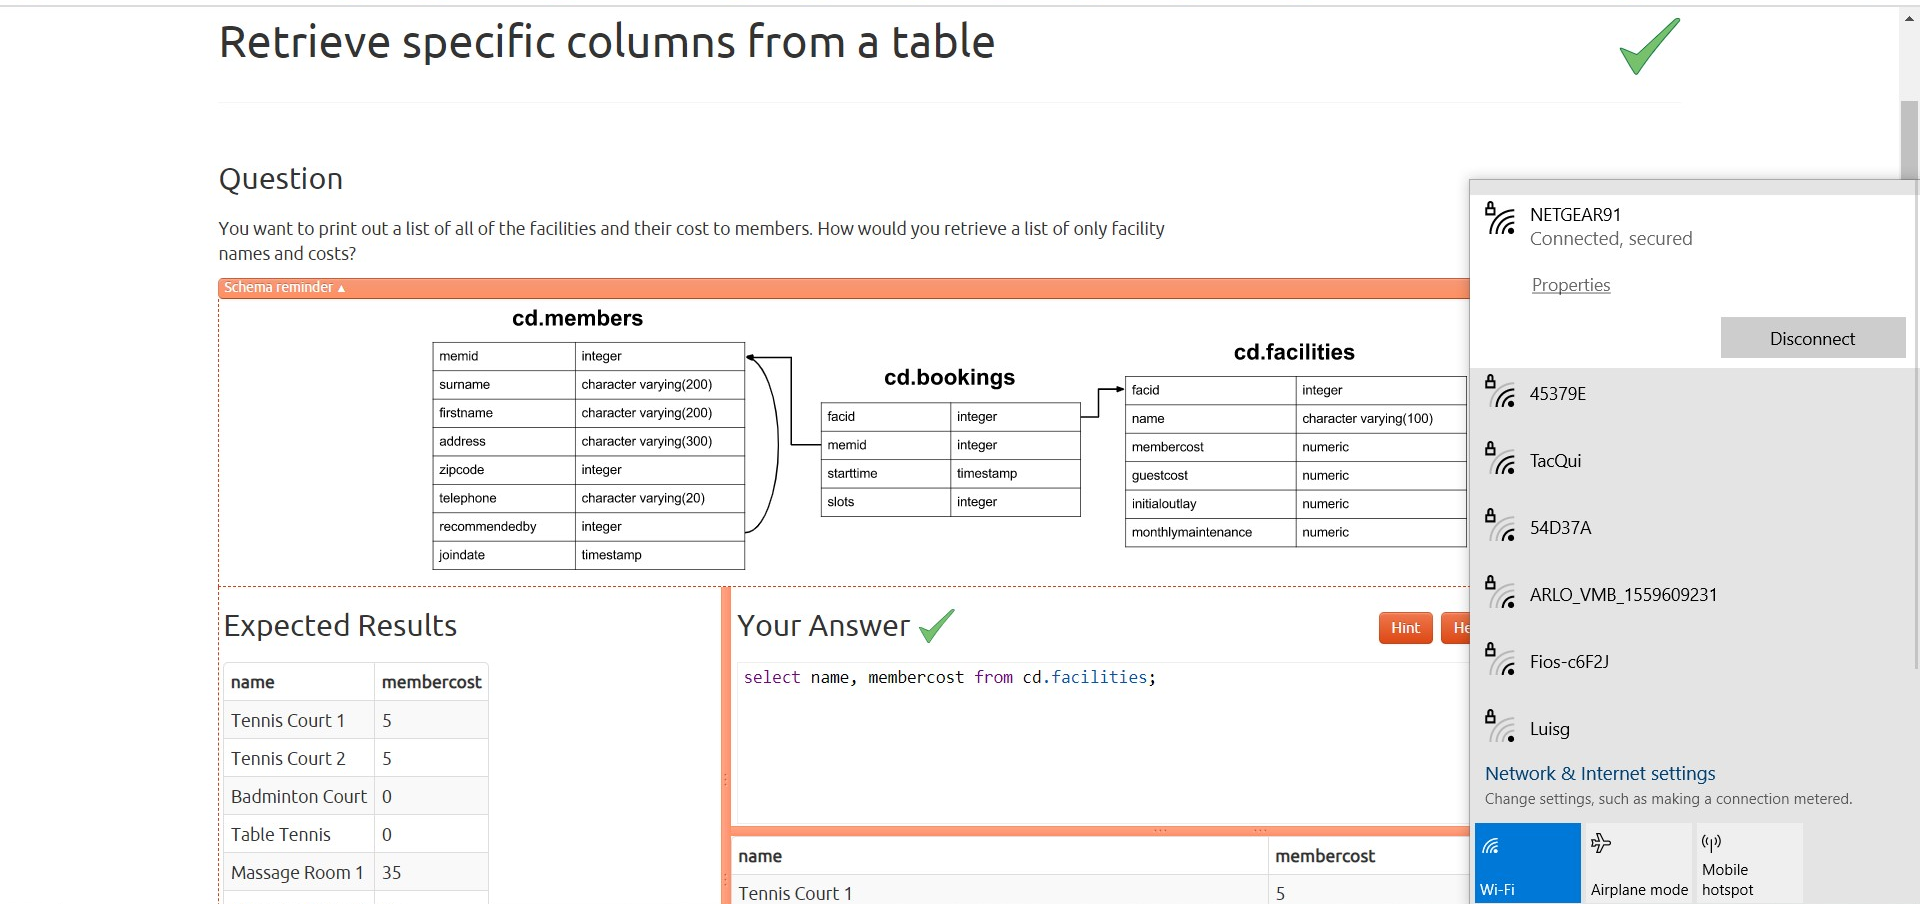 Retrieve specific columns from a table
Question
You want to print out a list of all of the facilities and their cost to members. How would you retrieve a list of only facility
names and costs?
Schema reminder ▲
cd.members
memid integer
surname character varying(200)
firstname character varying(200)
address character varying(300)
zipcode integer
telephone character varying(20)
recommendedby integer
joindate timestamp
cd.bookings
facid integer
memid integer
starttime timestamp
slots integer
cd.facilities
facid integer
name character varying(100)
membercost numeric
guestcost numeric
initialoutlay numeric
monthlymaintenance numeric
Expected Results
name membercost
Tennis Court 1 5
Tennis Court 2 5
Badminton Court 0
Table Tennis 0
Massage Room 1 35
Your Answer
Hint
He
select name, membercost from cd.facilities;
name membercost
Tennis Court 1 5
NETGEAR91
Connected, secured
Properties
Disconnect
45379E
TacQui
54D37A
ARLO_VMB_1559609231
Fios-c6F2J
Luisg
Network & Internet settings
Change settings, such as making a connection metered.
Wi-Fi
Airplane mode
Mobile
hotspot